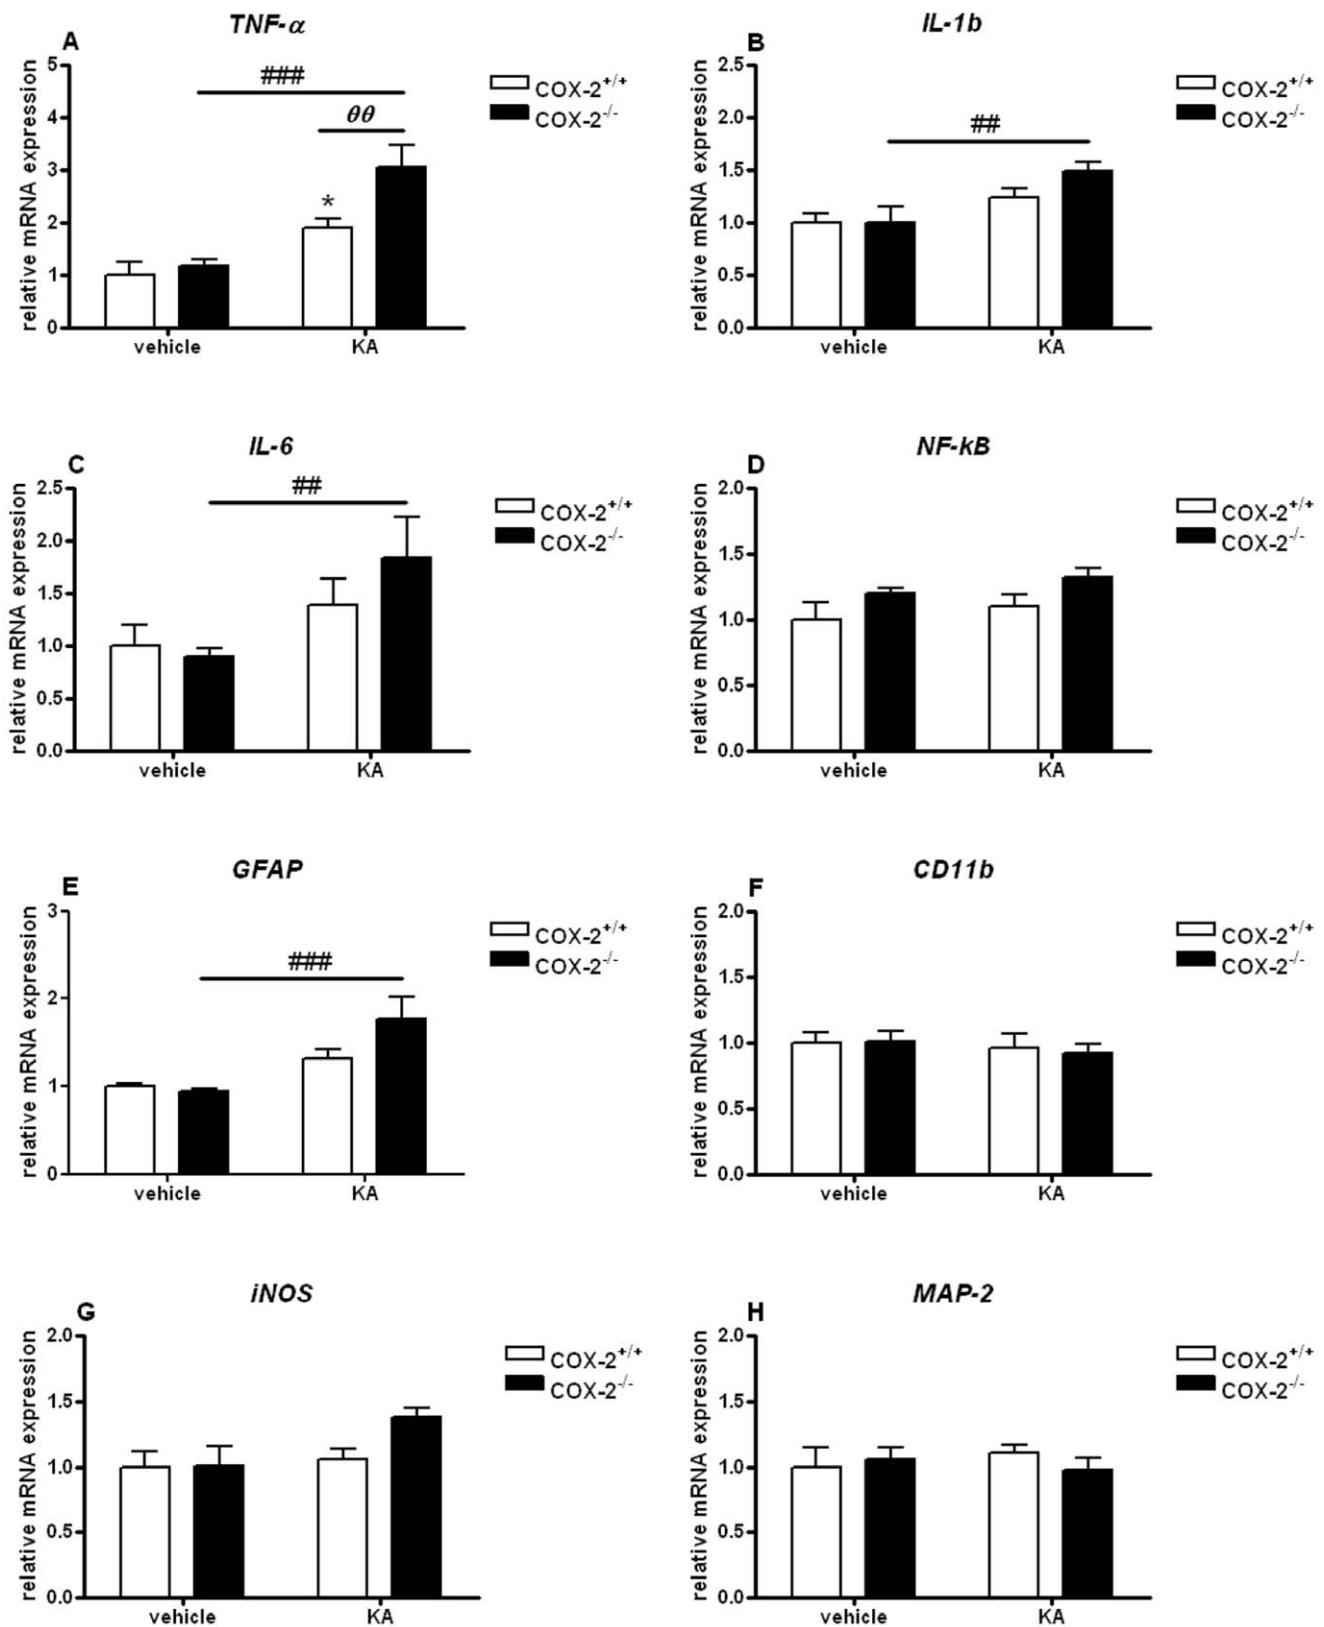 TNF-α
A
relative mRNA expression
5
4
3
2
1
0
###
θθ
*
vehicle
KA
COX-2+/+
COX-2-/-
IL-1b
B
relative mRNA expression
2.5
2.0
1.5
1.0
0.5
0.0
##
vehicle
KA
COX-2+/+
COX-2-/-
IL-6
C
relative mRNA expression
2.5
2.0
1.5
1.0
0.5
0.0
##
vehicle
KA
COX-2+/+
COX-2-/-
NF-kB
D
relative mRNA expression
2.0
1.5
1.0
0.5
0.0
vehicle
KA
COX-2+/+
COX-2-/-
GFAP
E
relative mRNA expression
3
2
1
0
###
vehicle
KA
COX-2+/+
COX-2-/-
CD11b
F
relative mRNA expression
2.0
1.5
1.0
0.5
0.0
vehicle
KA
COX-2+/+
COX-2-/-
iNOS
G
relative mRNA expression
2.0
1.5
1.0
0.5
0.0
vehicle
KA
COX-2+/+
COX-2-/-
MAP-2
H
relative mRNA expression
2.0
1.5
1.0
0.5
0.0
vehicle
KA
COX-2+/+
COX-2-/-